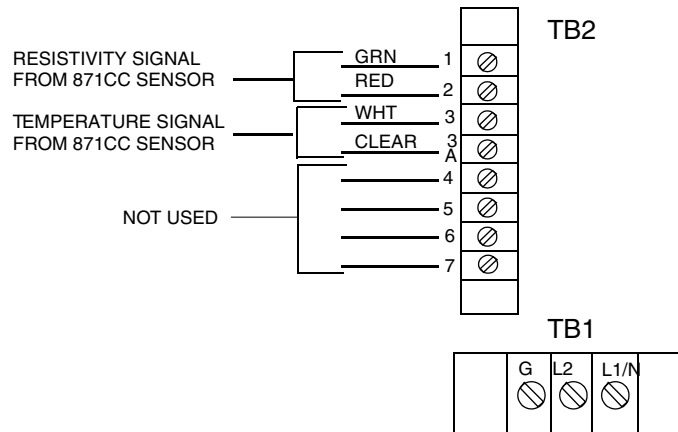 TB2
RESISTIVITY SIGNAL
FROM 871CC SENSOR
GRN 1
RED 2
TEMPERATURE SIGNAL
FROM 871CC SENSOR
WHT 3
CLEAR 3
A
4
NOT USED
5
6
7
TB1
G L2 L1/N